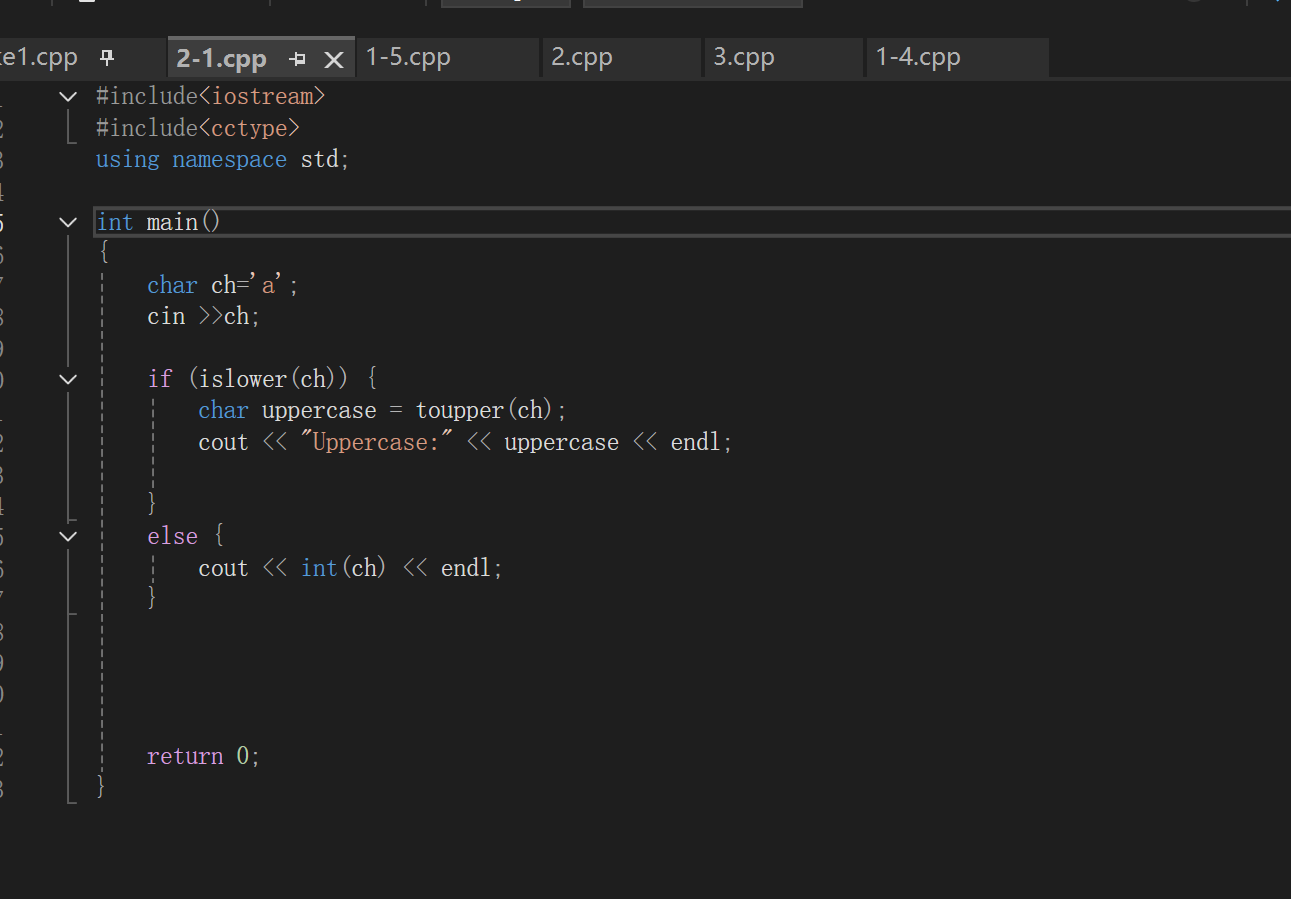 2-1.cpp 1-5.cpp 2.cpp 3.cpp 1-4.cpp
#include<iostream>
#include<cctype>
using namespace std;
int main()
{
char ch='a';
cin >>ch;
if (islower(ch)) {
char uppercase = toupper(ch);
cout << "Uppercase:" << uppercase << endl;
}
else {
cout << int(ch) << endl;
}
return 0;
}